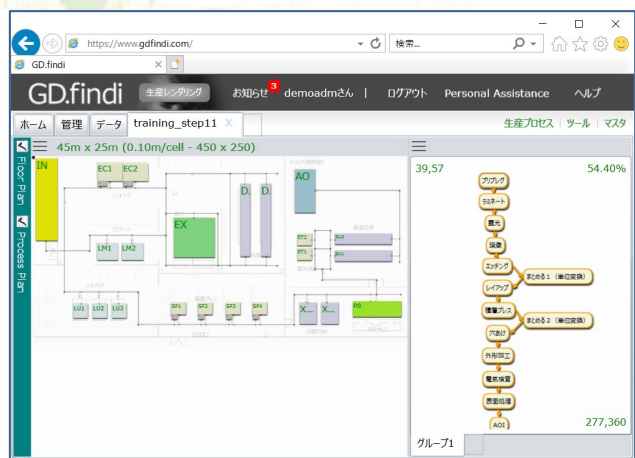 https://www.gdfindi.com/
検索...
GD.findi
GD.findi
生産レンダリング
お知らせ 3
demoadmさん
|
ログアウト
Personal Assistance
ヘルプ
ホーム
管理
データ
training_step11 X
生産プロセス | ツール | マスタ
Floor Plan
Process Plan
45m x 25m (0.10m/cell - 450 x 250)
IN
EC1 EC2
D. D.
AO
EX
LM1 LM2
ET2
ET1
BU1
LU1 LU2 LU3
SP1 SP2 SP3 SP4
X... X...
PS
39,57
54.40%
プリプレグ
ラミネート
露光
現像
エッチング
まとめる1（単位変換）
レイアップ
積層プレス
まとめる2（単位変換）
穴あけ
外形加工
電気検査
表面処理
AOI
277,360
グループ1